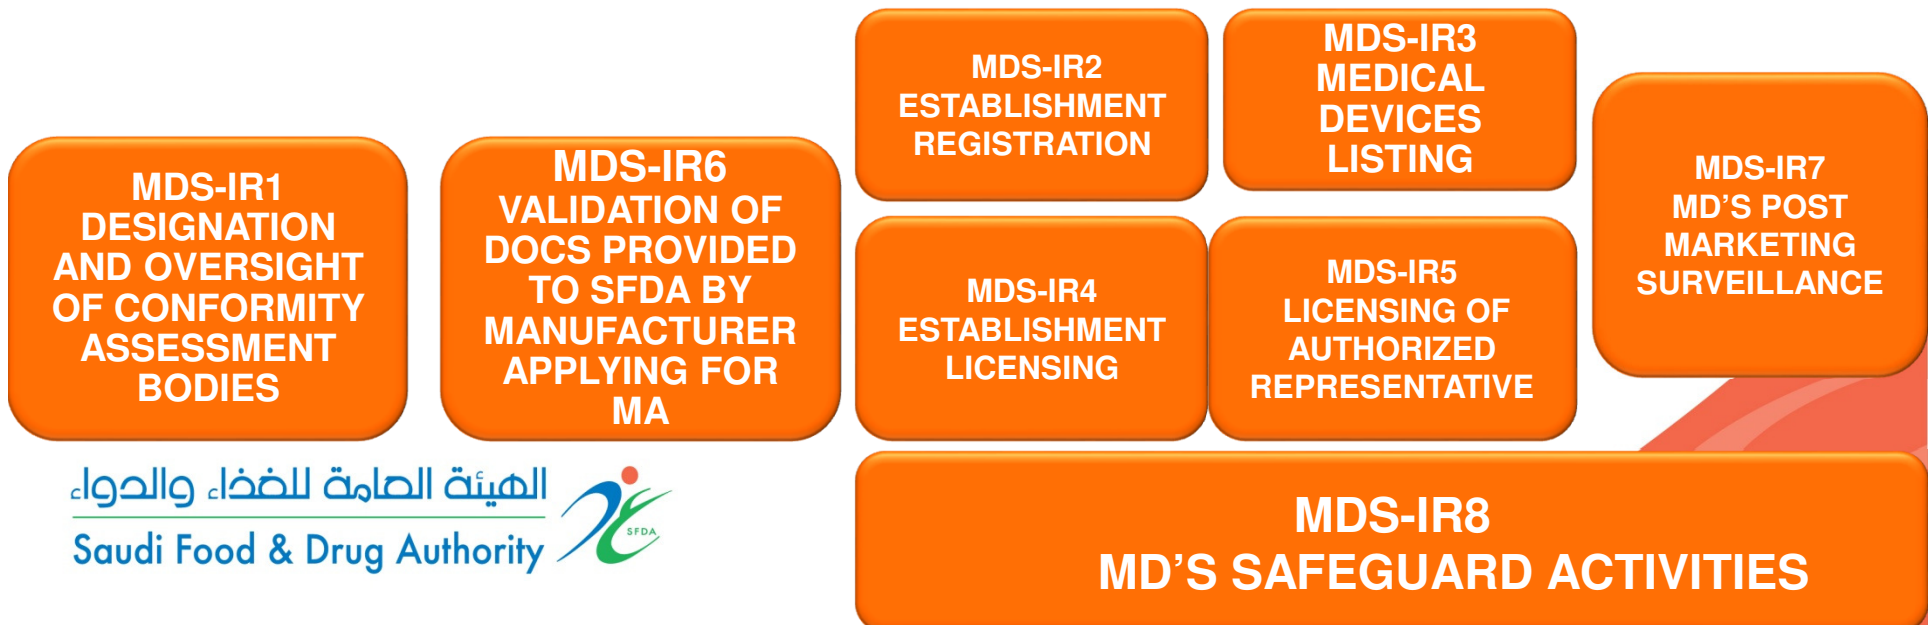 MDS-IR1
DESIGNATION
AND OVERSIGHT
OF CONFORMITY
ASSESSMENT
BODIES
MDS-IR6
VALIDATION OF
DOCS PROVIDED
TO SFDA BY
MANUFACTURER
APPLYING FOR
MA
MDS-IR2
ESTABLISHMENT
REGISTRATION
MDS-IR3
MEDICAL
DEVICES
LISTING
MDS-IR4
ESTABLISHMENT
LICENSING
MDS-IR5
LICENSING OF
AUTHORIZED
REPRESENTATIVE
MDS-IR7
MD’S POST
MARKETING
SURVEILLANCE
الهيئة العامة للغذاء والدواء
Saudi Food & Drug Authority
SFDA
MDS-IR8
MD’S SAFEGUARD ACTIVITIES